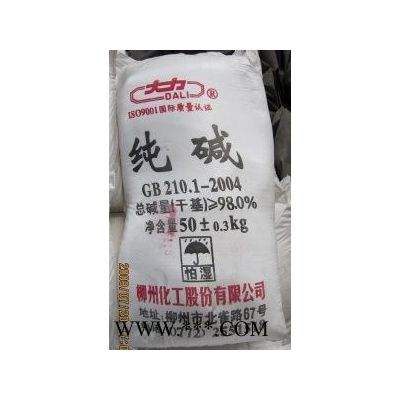 大力
DALI®
ISO9001国际质量认证
纯碱
GB 210.1-2004
总碱量(干基)≥98.0%
净含量50±0.3kg
怕湿
柳州化工股份有限公司
地址:柳州市北雀路67号
WWW.***.COM